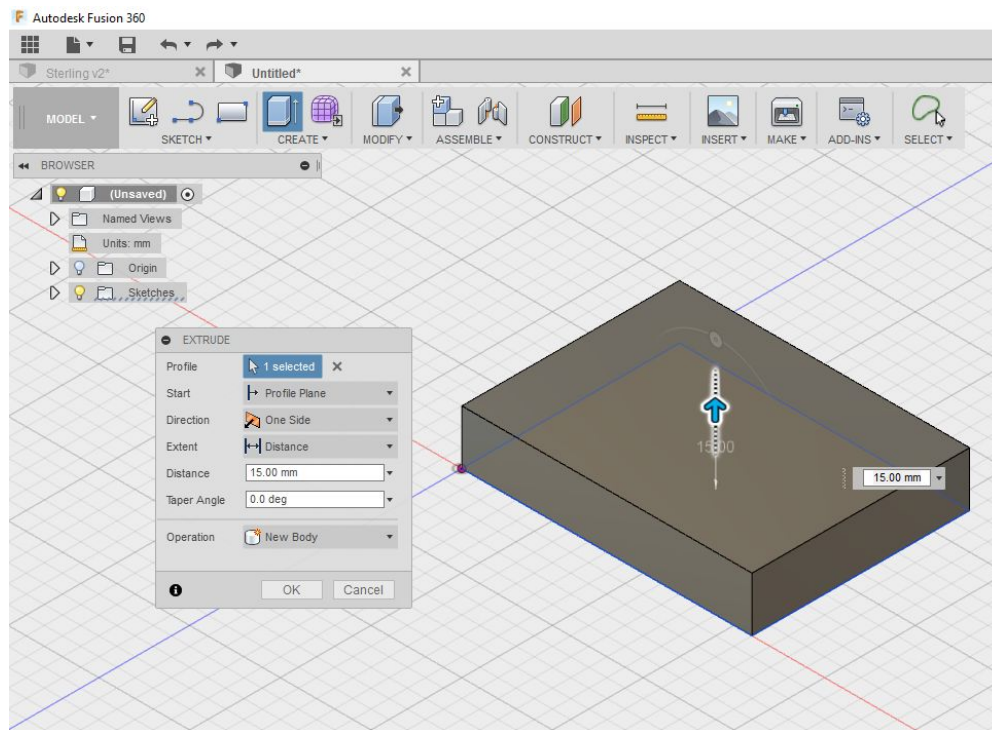 Autodesk Fusion 360
Sterling v2*
Untitled*
MODEL
SKETCH
CREATE
MODIFY
ASSEMBLE
CONSTRUCT
INSPECT
INSERT
MAKE
ADD-INS
SELECT
BROWSER
(Unsaved)
Named Views
Units: mm
Origin
Sketches
EXTRUDE
Profile 1 selected
Start Profile Plane
Direction One Side
Extent Distance
Distance 15.00 mm
Taper Angle 0.0 deg
Operation New Body
OK Cancel
15.00
15.00 mm